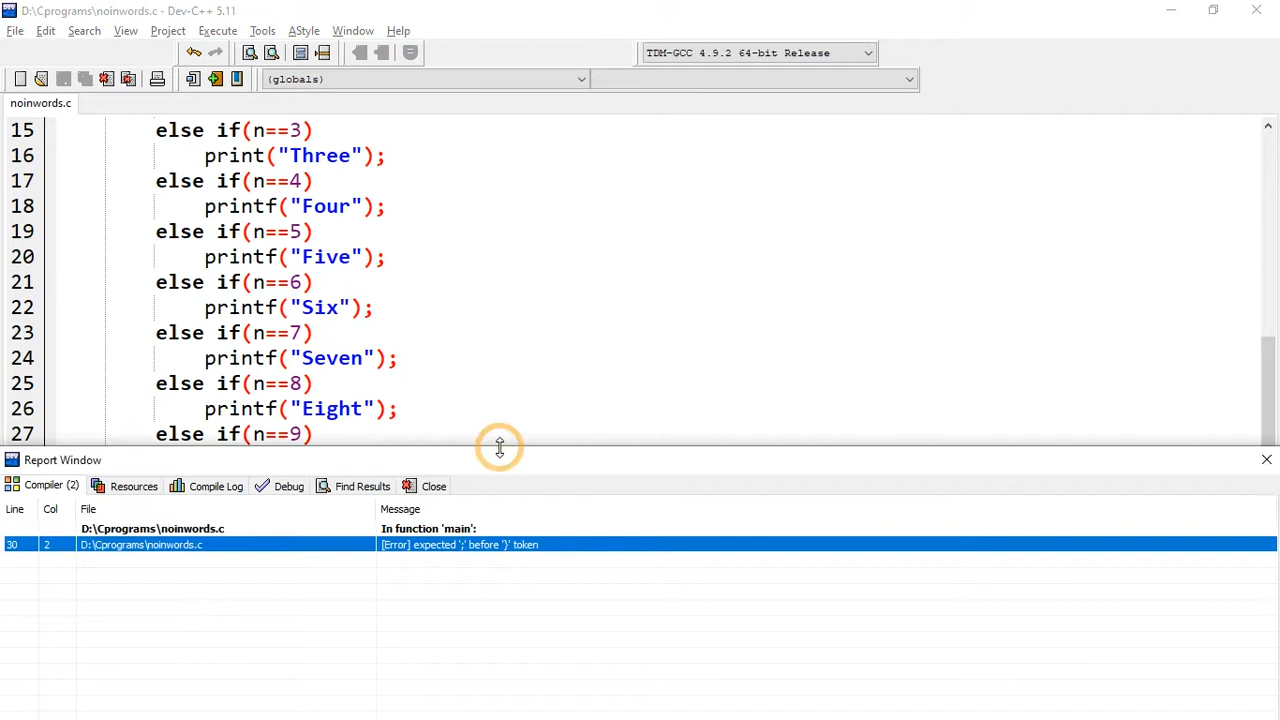 D:\Cprograms\noinwords.c - Dev-C++ 5.11
File Edit Search View Project Execute Tools AStyle Window Help
TDM-GCC 4.9.2 64-bit Release
(globals)
noinwords.c
15 else if(n==3)
16 print("Three");
17 else if(n==4)
18 printf("Four");
19 else if(n==5)
20 printf("Five");
21 else if(n==6)
22 printf("Six");
23 else if(n==7)
24 printf("Seven");
25 else if(n==8)
26 printf("Eight");
27 else if(n==9)
Report Window
Compiler (2) Resources Compile Log Debug Find Results Close
Line Col File Message
D:\Cprograms\noinwords.c In function 'main':
30 2 D:\Cprograms\noinwords.c [Error] expected ';' before '}' token